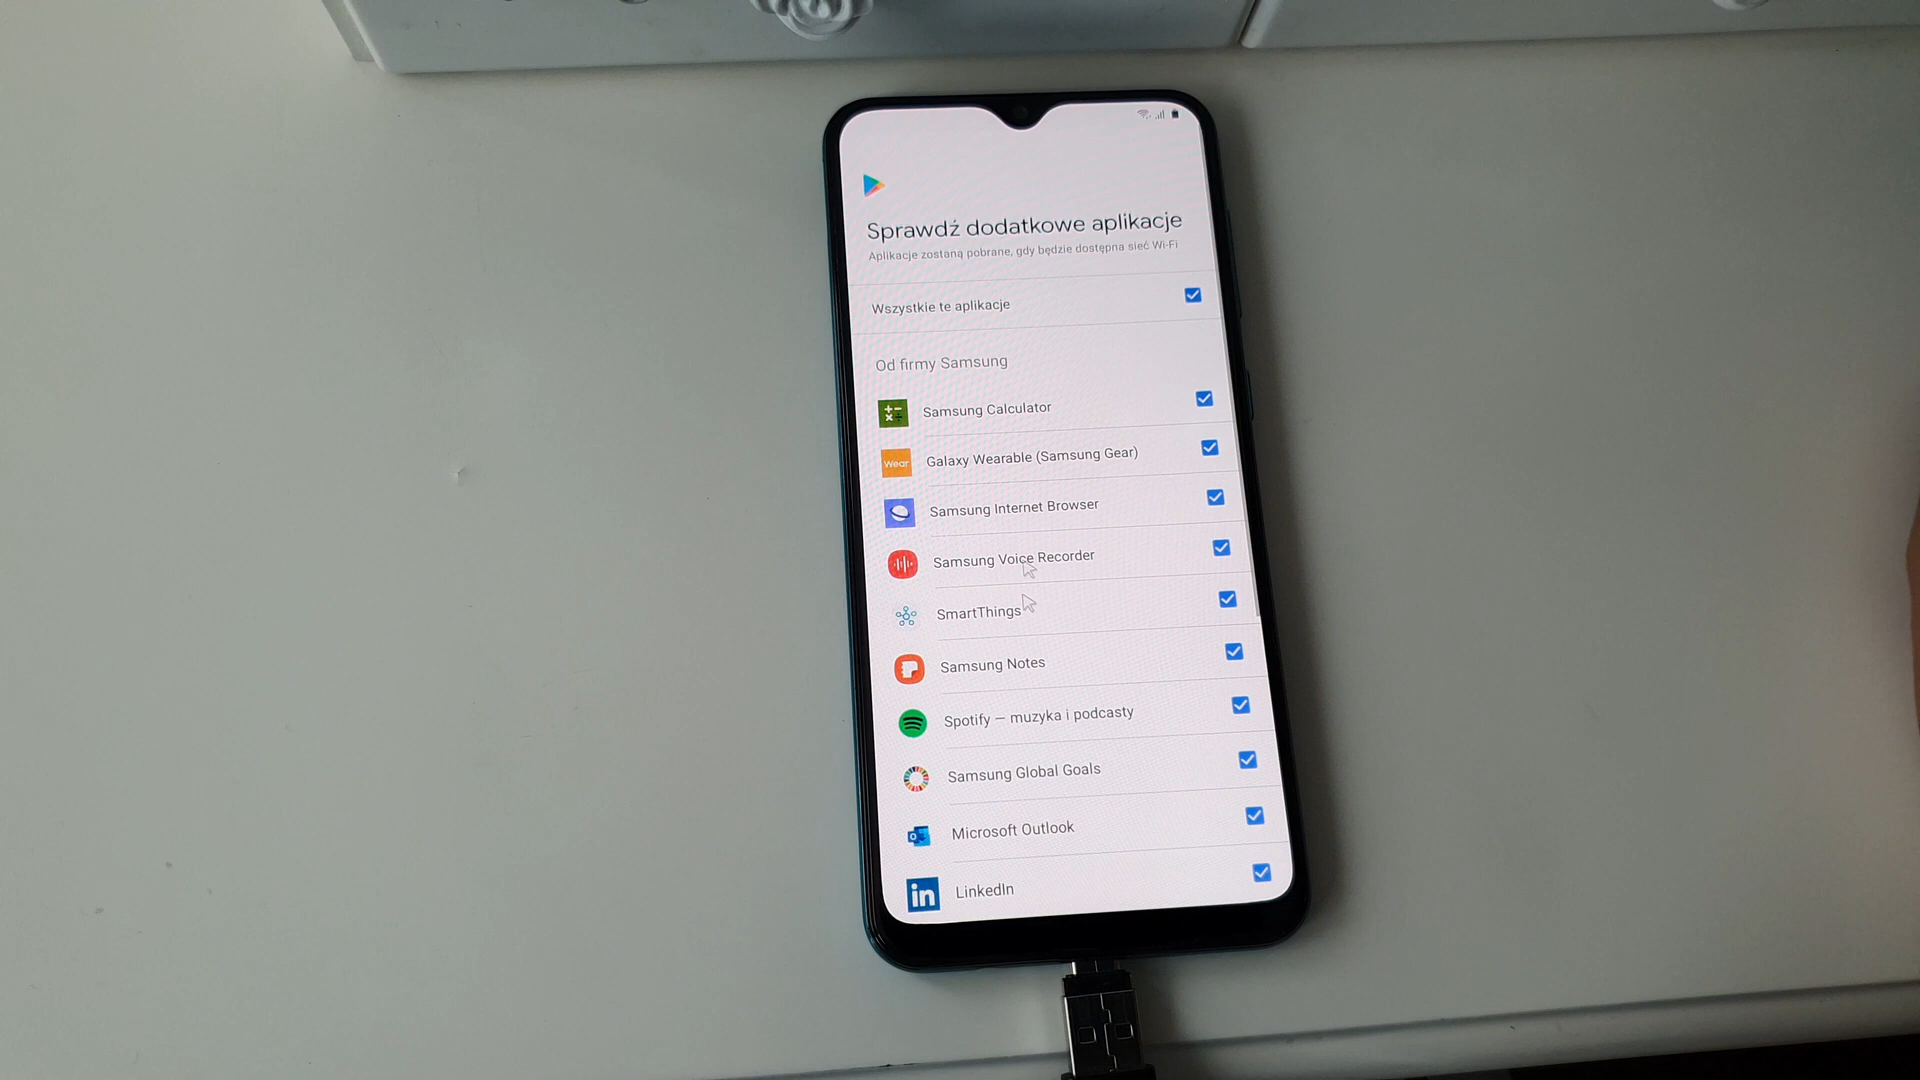 Sprawdź dodatkowe aplikacje
Aplikacje zostaną pobrane, gdy będzie dostępna sieć Wi-Fi
Wszystkie te aplikacje
Od firmy Samsung
Samsung Calculator
Wear
Galaxy Wearable (Samsung Gear)
Samsung Internet Browser
Samsung Voice Recorder
SmartThings
Samsung Notes
Spotify – muzyka i podcasty
Samsung Global Goals
Microsoft Outlook
in
LinkedIn